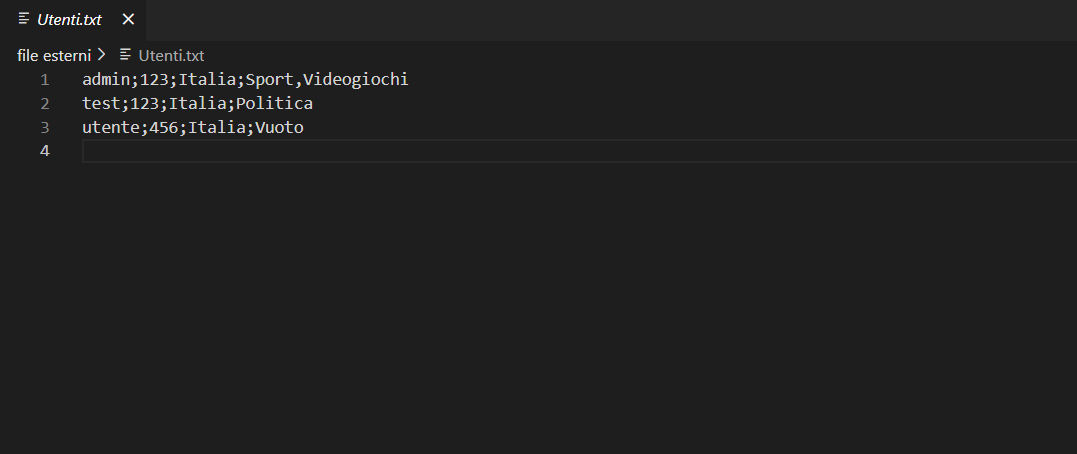 Utenti.txt
file esterni > Utenti.txt
1 admin;123;Italia;Sport,Videogiochi
2 test;123;Italia;Politica
3 utente;456;Italia;Vuoto
4